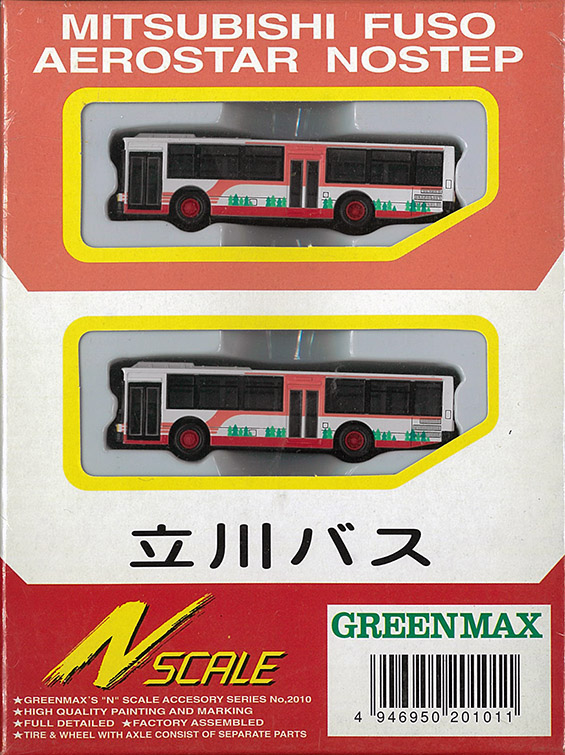 MITSUBISHI FUSO
AEROSTAR NOSTEP
立川バス
N SCALE
GREENMAX
★GREENMAX'S "N" SCALE ACCESORY SERIES No,2010
★HIGH QUALITY PAINTING AND MARKING
★FULL DETAILED ★FACTORY ASSEMBLED
★TIRE & WHEEL WITH AXLE CONSIST OF SEPARATE PARTS
4 946950 201011